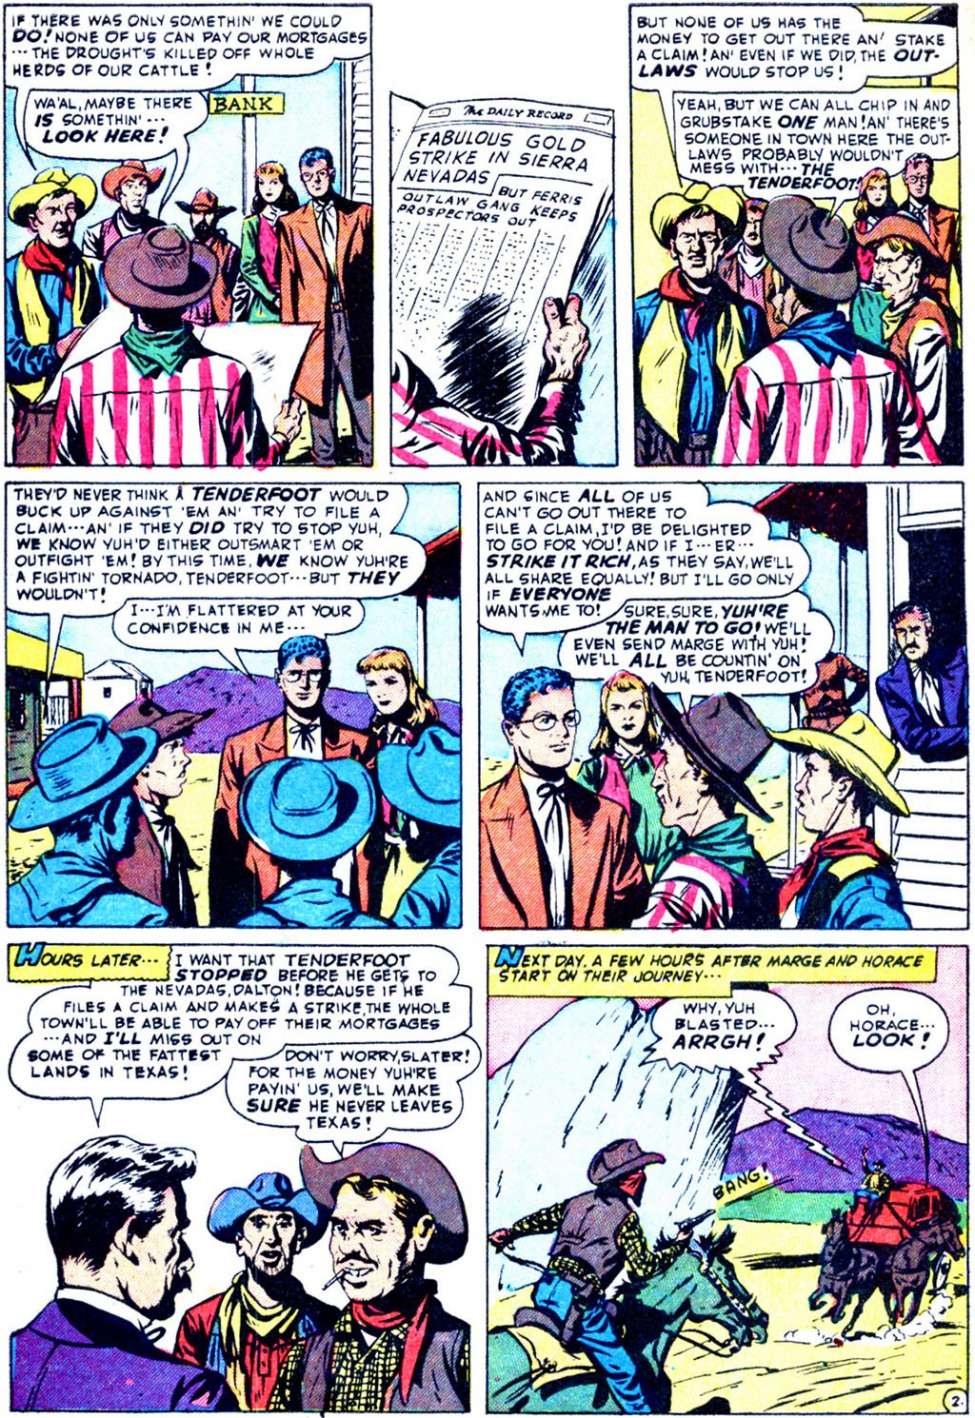 IF THERE WAS ONLY SOMETHIN' WE COULD
DO! NONE OF US CAN PAY OUR MORTGAGES
...THE DROUGHT'S KILLED OFF WHOLE
HERDS OF OUR CATTLE!
WA'AL, MAYBE THERE
IS SOMETHIN'...
LOOK HERE!
BANK
The DAILY RECORD
FABULOUS GOLD
STRIKE IN SIERRA
NEVADAS
BUT FERRIS
OUTLAW GANG KEEPS
PROSPECTORS OUT
BUT NONE OF US HAS THE
MONEY TO GET OUT THERE AN' STAKE
A CLAIM! AN' EVEN IF WE DID, THE OUT-
LAWS WOULD STOP US!
YEAH, BUT WE CAN ALL CHIP IN AND
GRUBSTAKE ONE MAN! AN' THERE'S
SOMEONE IN TOWN HERE THE OUT-
LAWS PROBABLY WOULDN'T
MESS WITH...THE
TENDERFOOT!
THEY'D NEVER THINK A TENDERFOOT WOULD
BUCK UP AGAINST 'EM AN' TRY TO FILE A
CLAIM...AN' IF THEY DID TRY TO STOP YUH,
WE KNOW YUH'D EITHER OUTSMART 'EM OR
OUTFIGHT 'EM! BY THIS TIME, WE KNOW YUH'RE
A FIGHTIN' TORNADO, TENDERFOOT...BUT THEY
WOULDN'T!
I...I'M FLATTERED AT YOUR
CONFIDENCE IN ME...
AND SINCE ALL OF US
CAN'T GO OUT THERE TO
FILE A CLAIM, I'D BE DELIGHTED
TO GO FOR YOU! AND IF I...ER...
STRIKE IT RICH, AS THEY SAY, WE'LL
ALL SHARE EQUALLY! BUT I'LL GO ONLY
IF EVERYONE
WANTS ME TO!
SURE, SURE, YUH'RE
THE MAN TO GO! WE'LL
EVEN SEND MARGE WITH YUH!
WE'LL ALL BE COUNTIN' ON
YUH, TENDERFOOT!
HOURS LATER...
I WANT THAT TENDERFOOT
STOPPED BEFORE HE GETS TO
THE NEVADAS, DALTON! BECAUSE IF HE
FILES A CLAIM AND MAKES A STRIKE, THE WHOLE
TOWN'LL BE ABLE TO PAY OFF THEIR MORTGAGES
...AND I'LL MISS OUT ON
SOME OF THE FATTEST
LANDS IN TEXAS!
DON'T WORRY, SLATER!
FOR THE MONEY YUH'RE
PAYIN' US, WE'LL MAKE
SURE HE NEVER LEAVES
TEXAS!
NEXT DAY. A FEW HOURS AFTER MARGE AND HORACE
START ON THEIR JOURNEY...
WHY, YUH
BLASTED...
ARRGH!
OH,
HORACE...
LOOK!
BANG!
2.